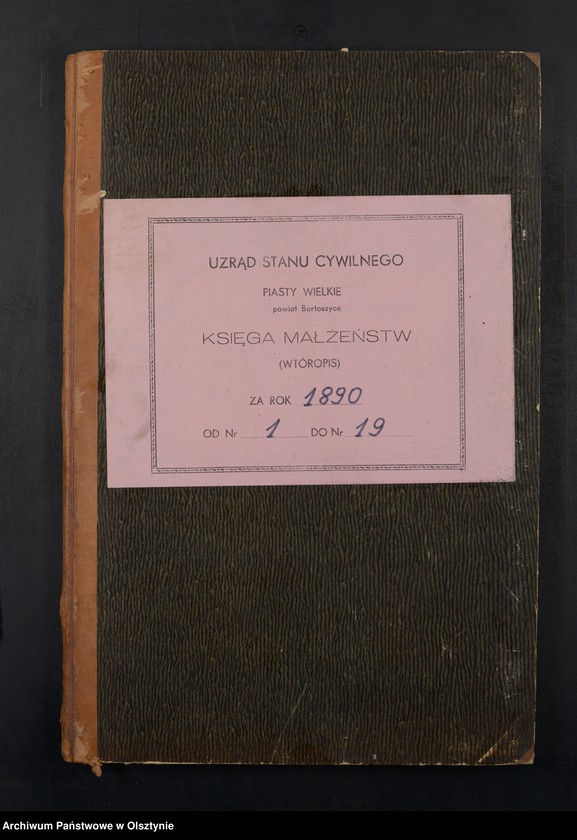 UZRĄD STANU CYWILNEGO
PIASTY WIELKIE
powiat Bartoszyce
KSIĘGA MAŁŻEŃSTW
(WTÓROPIS)
ZA ROK 1890
OD Nr 1 DO Nr 19
Archiwum Państwowe w Olsztynie